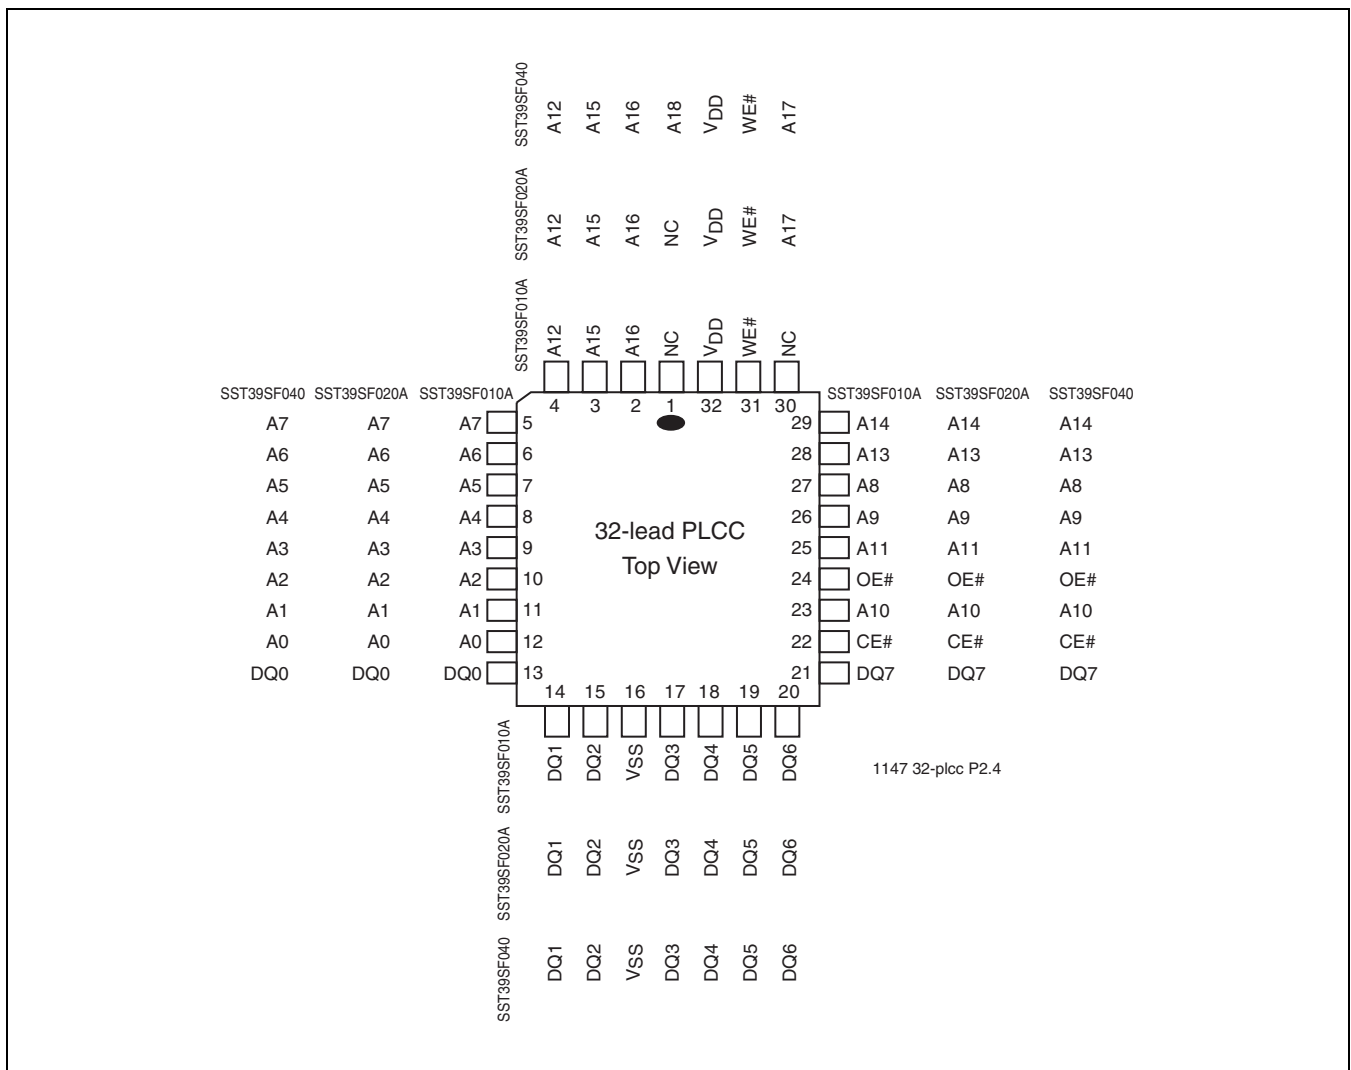 SST39SF040 A12 A15 A16 A18 VDD WE# A17
SST39SF020A A12 A15 A16 NC VDD WE# A17
SST39SF010A A12 A15 A16 NC VDD WE# NC
4 3 2 1 32 31 30
SST39SF040 SST39SF020A SST39SF010A SST39SF010A SST39SF020A SST39SF040
A7 A7 A7 5 29 A14 A14 A14
A6 A6 A6 6 28 A13 A13 A13
A5 A5 A5 7 27 A8 A8 A8
A4 A4 A4 8 26 A9 A9 A9
A3 A3 A3 9 25 A11 A11 A11
A2 A2 A2 10 24 OE# OE# OE#
A1 A1 A1 11 23 A10 A10 A10
A0 A0 A0 12 22 CE# CE# CE#
DQ0 DQ0 DQ0 13 21 DQ7 DQ7 DQ7
32-lead PLCC
Top View
14 15 16 17 18 19 20
SST39SF010A DQ1 DQ2 VSS DQ3 DQ4 DQ5 DQ6
1147 32-plcc P2.4
SST39SF020A DQ1 DQ2 VSS DQ3 DQ4 DQ5 DQ6
SST39SF040 DQ1 DQ2 VSS DQ3 DQ4 DQ5 DQ6